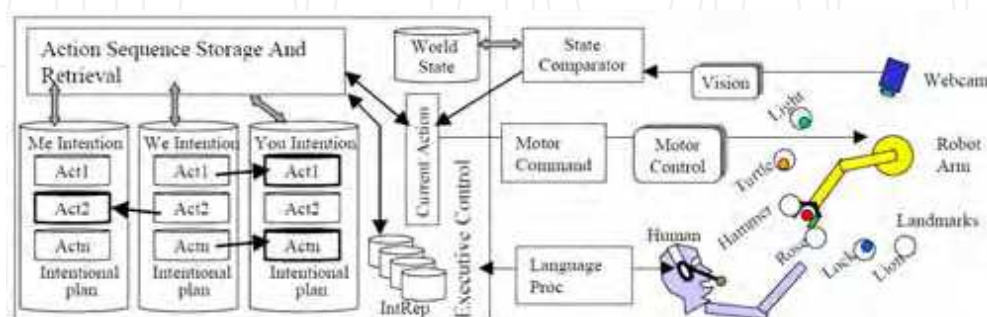 Action Sequence Storage And
Retrieval
World
State
State
Comparator
Vision
Webcam
Light
Me Intention
We Intention
You Intention
Act1
Act1
Act1
Act2
Act2
Act2
Actn
Actn
Actn
Intentional
plan
Intentional
plan
Intentional
plan
Current Action
Executive Control
IntRep
Motor
Command
Motor
Control
Robot
Arm
Turtle
Hammer
Landmarks
Rose
Lock
Lion
Human
Language
Proc